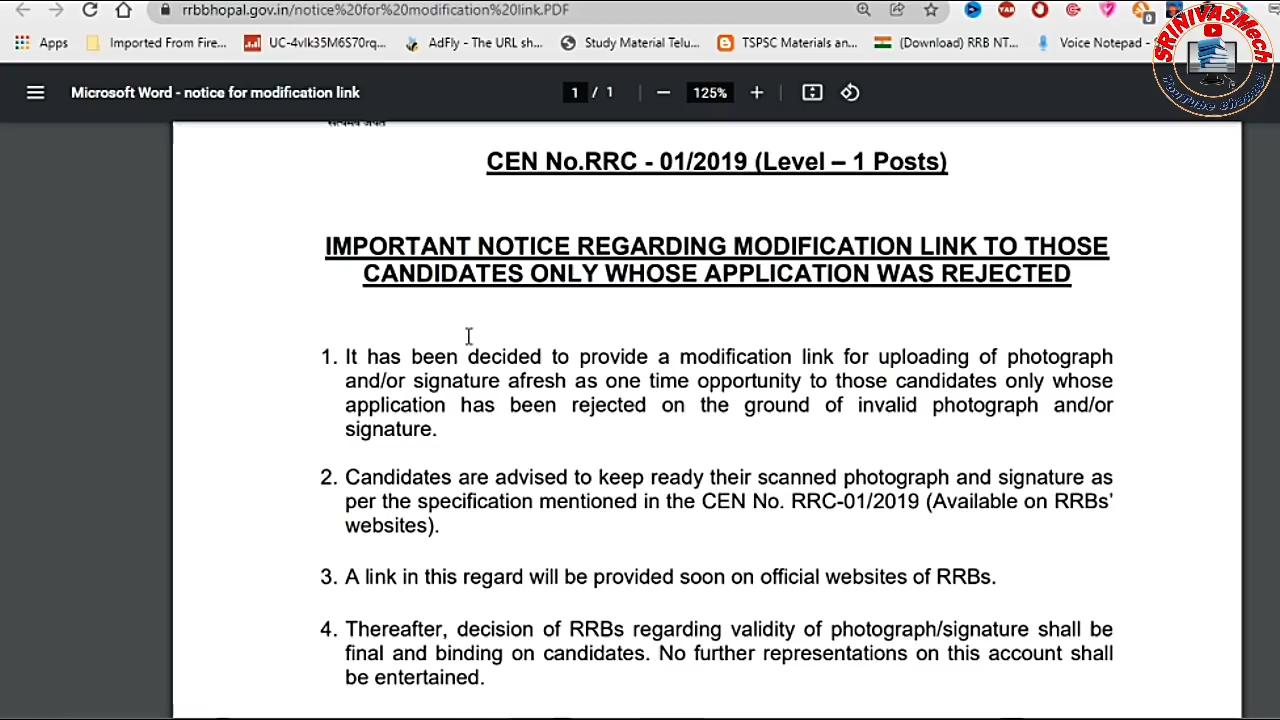 rrbbhopal.gov.in/notice%20for%20modification%20link.PDF
Apps Imported From Fire... UC-4vlk35M6S70rq... AdFly - The URL sh... Study Material Telu... TSPSC Materials an... (Download) RRB NT... Voice Notepad -
SRINIVASMech
YouTube Channel
Microsoft Word - notice for modification link 1 / 1 125%
सत्यमेव जयते
CEN No.RRC - 01/2019 (Level – 1 Posts)
IMPORTANT NOTICE REGARDING MODIFICATION LINK TO THOSE
CANDIDATES ONLY WHOSE APPLICATION WAS REJECTED
1. It has been decided to provide a modification link for uploading of photograph
and/or signature afresh as one time opportunity to those candidates only whose
application has been rejected on the ground of invalid photograph and/or
signature.
2. Candidates are advised to keep ready their scanned photograph and signature as
per the specification mentioned in the CEN No. RRC-01/2019 (Available on RRBs'
websites).
3. A link in this regard will be provided soon on official websites of RRBs.
4. Thereafter, decision of RRBs regarding validity of photograph/signature shall be
final and binding on candidates. No further representations on this account shall
be entertained.